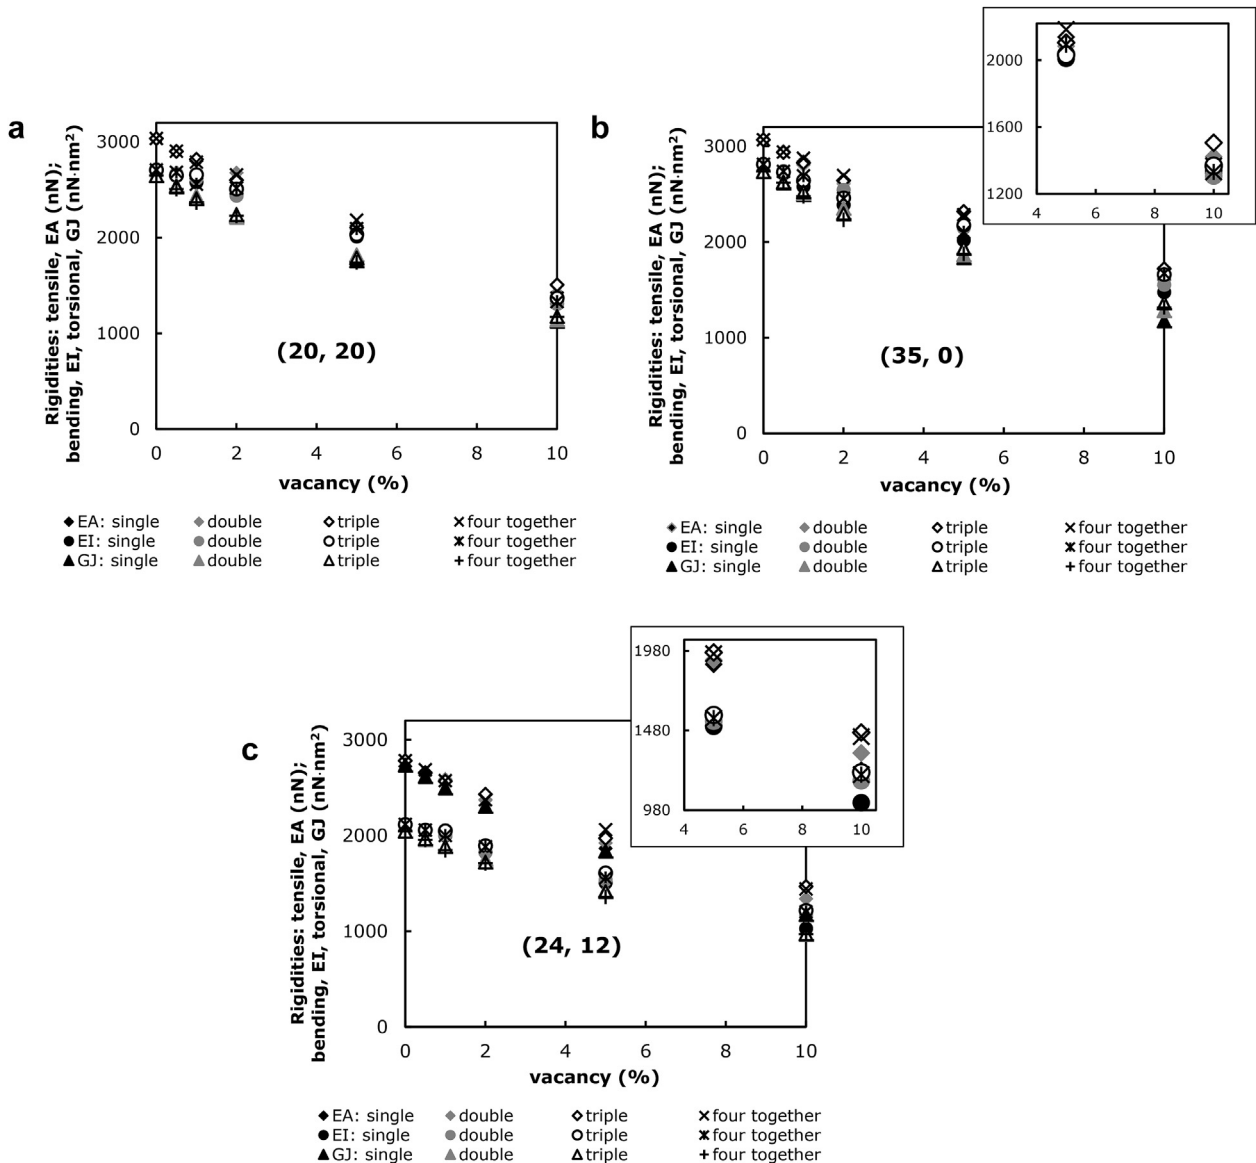 a
Rigidities: tensile, EA (nN);
bending, EI, torsional, GJ (nN·nm²)
3000
2000
1000
0
(20, 20)
0 2 4 6 8 10
vacancy (%)
EA: single double triple four together
EI: single double triple four together
GJ: single double triple four together
b
Rigidities: tensile, EA (nN);
bending, EI, torsional, GJ (nN·nm²)
3000
2000
1000
0
(35, 0)
0 2 4 6 8 10
vacancy (%)
2000
1600
1200
4 6 8 10
EA: single double triple four together
EI: single double triple four together
GJ: single double triple four together
c
Rigidities: tensile, EA (nN);
bending, EI, torsional, GJ (nN·nm²)
3000
2000
1000
0
(24, 12)
0 2 4 6 8 10
vacancy (%)
1980
1480
980
4 6 8 10
EA: single double triple four together
EI: single double triple four together
GJ: single double triple four together